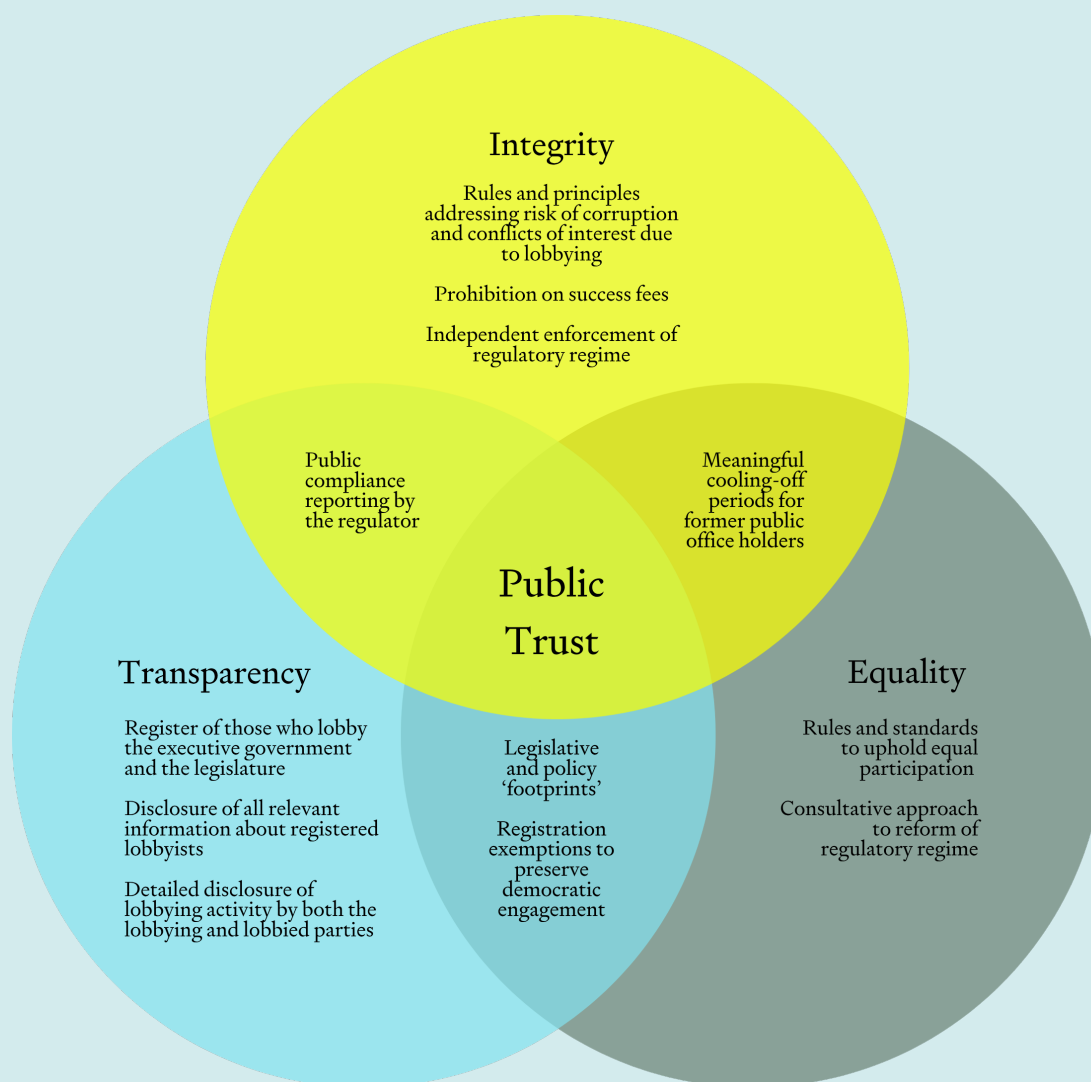 Integrity
Rules and principles
addressing risk of corruption
and conflicts of interest due
to lobbying
Prohibition on success fees
Independent enforcement of
regulatory regime
Public
compliance
reporting by
the regulator
Meaningful
cooling-off
periods for
former public
office holders
Public
Trust
Transparency
Register of those who lobby
the executive government
and the legislature
Disclosure of all relevant
information about registered
lobbyists
Detailed disclosure of
lobbying activity by both the
lobbying and lobbied parties
Legislative
and policy
‘footprints’
Registration
exemptions to
preserve
democratic
engagement
Equality
Rules and standards
to uphold equal
participation
Consultative approach
to reform of
regulatory regime